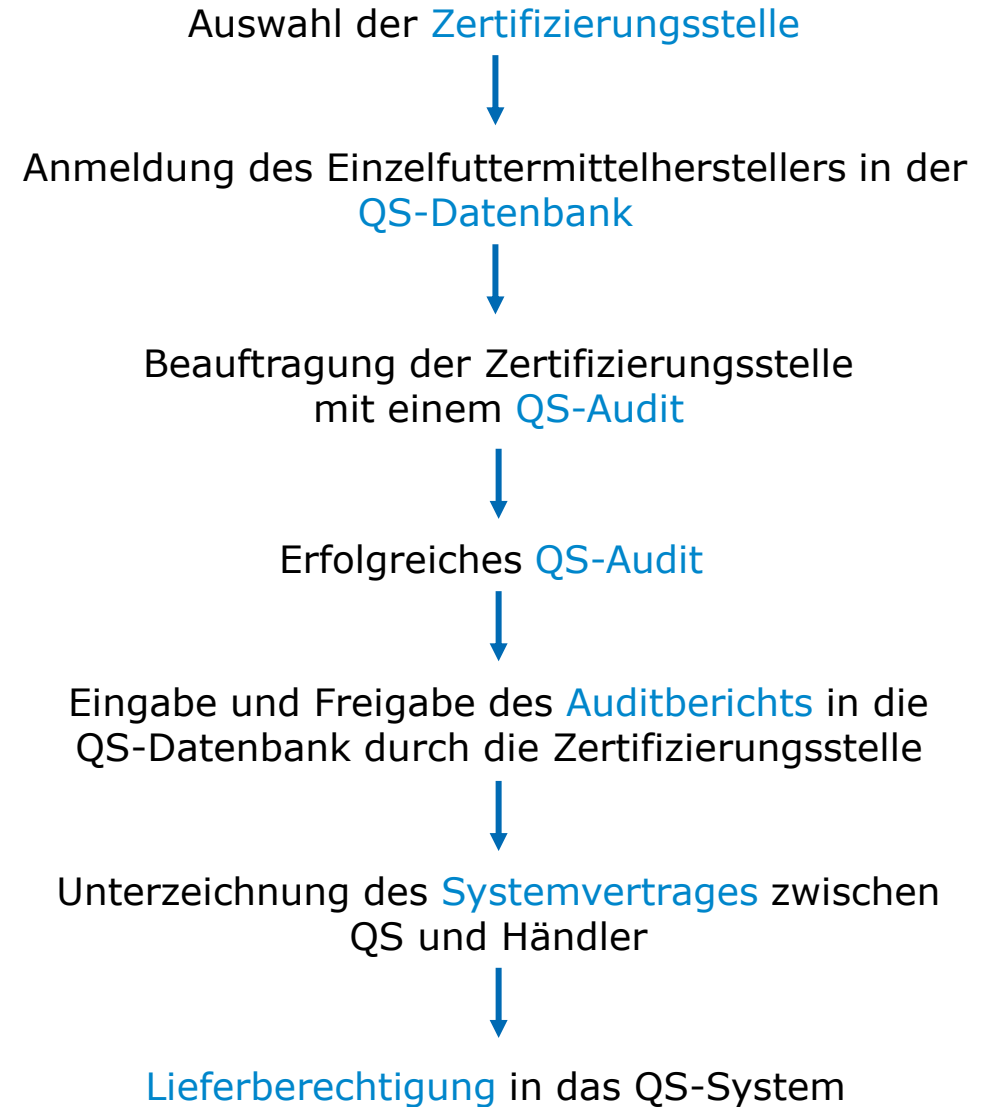 Auswahl der Zertifizierungsstelle
Anmeldung des Einzelfuttermittelherstellers in der
QS-Datenbank
Beauftragung der Zertifizierungsstelle
mit einem QS-Audit
Erfolgreiches QS-Audit
Eingabe und Freigabe des Auditberichts in die
QS-Datenbank durch die Zertifizierungsstelle
Unterzeichnung des Systemvertrages zwischen
QS und Händler
Lieferberechtigung in das QS-System